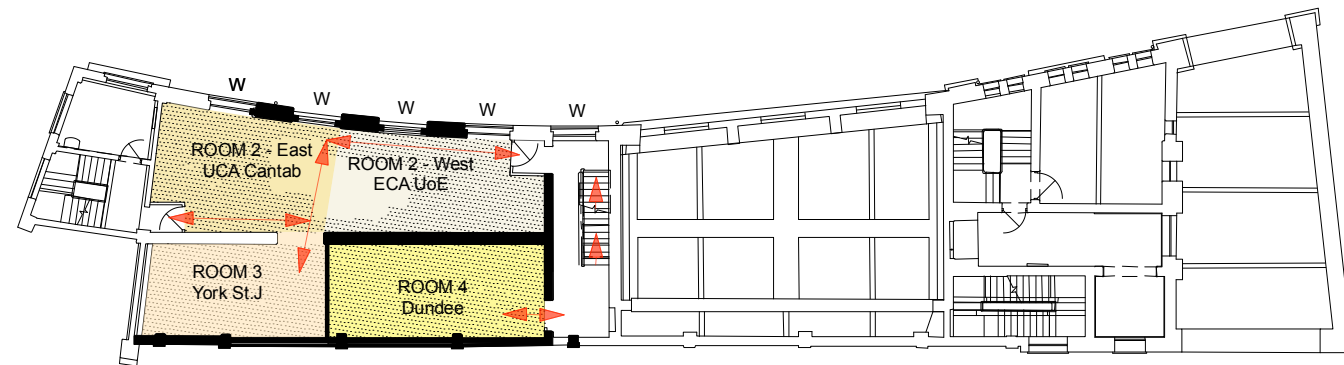 W
W
W
W
W
ROOM 2 - East
UCA Cantab
ROOM 2 - West
ECA UoE
ROOM 3
York St.J
ROOM 4
Dundee